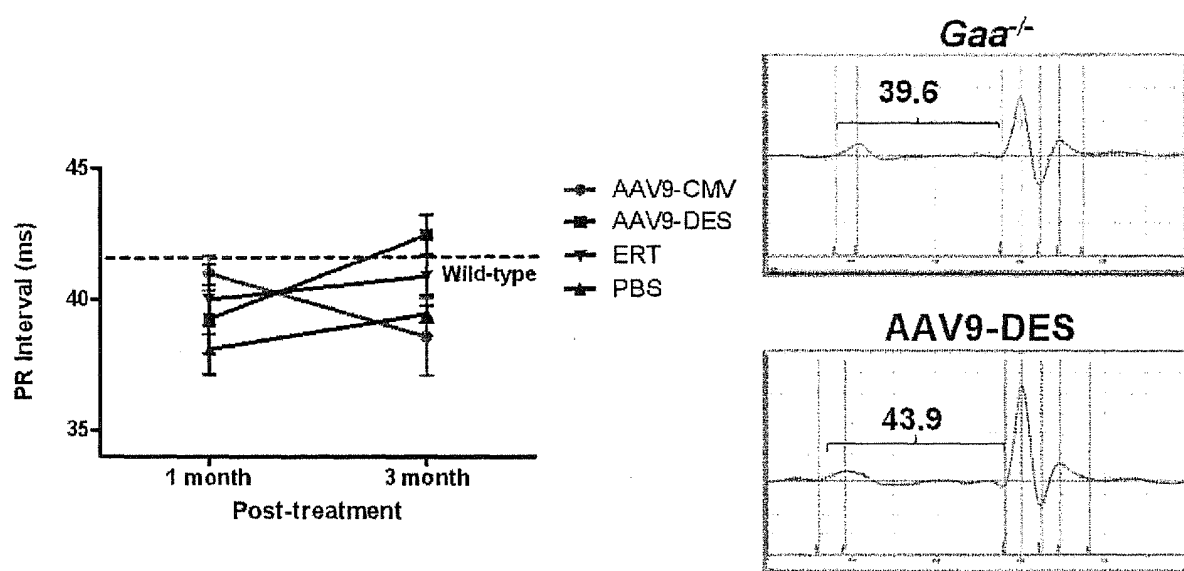 45
40
35
PR Interval (ms)
Wild-type
1 month
3 month
Post-treatment
AAV9-CMV
AAV9-DES
ERT
PBS
Gaa-/-
39.6
AAV9-DES
43.9